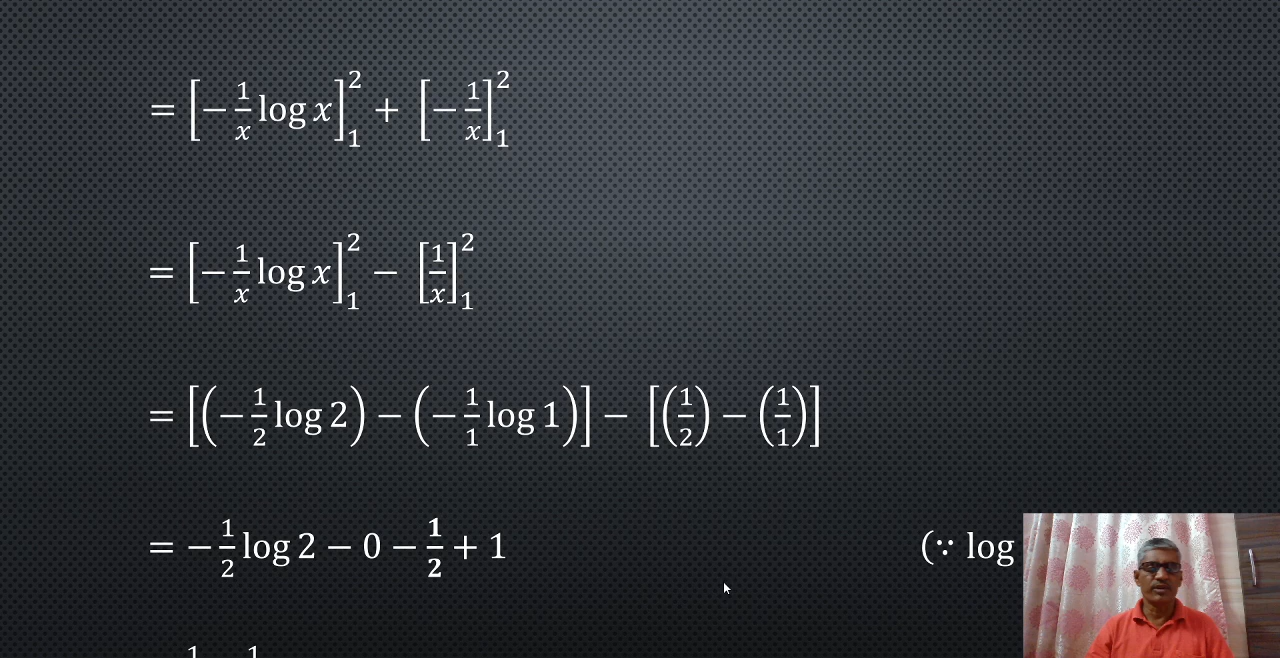 = [−1/x log x]₁² + [−1/x]₁²
= [−1/x log x]₁² − [1/x]₁²
= [(−1/2 log 2) − (−1/1 log 1)] − [(1/2) − (1/1)]
= −1/2 log 2 − 0 − 1/2 + 1 (∵ log